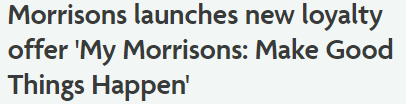 Morrisons launches new loyalty
offer 'My Morrisons: Make Good
Things Happen'